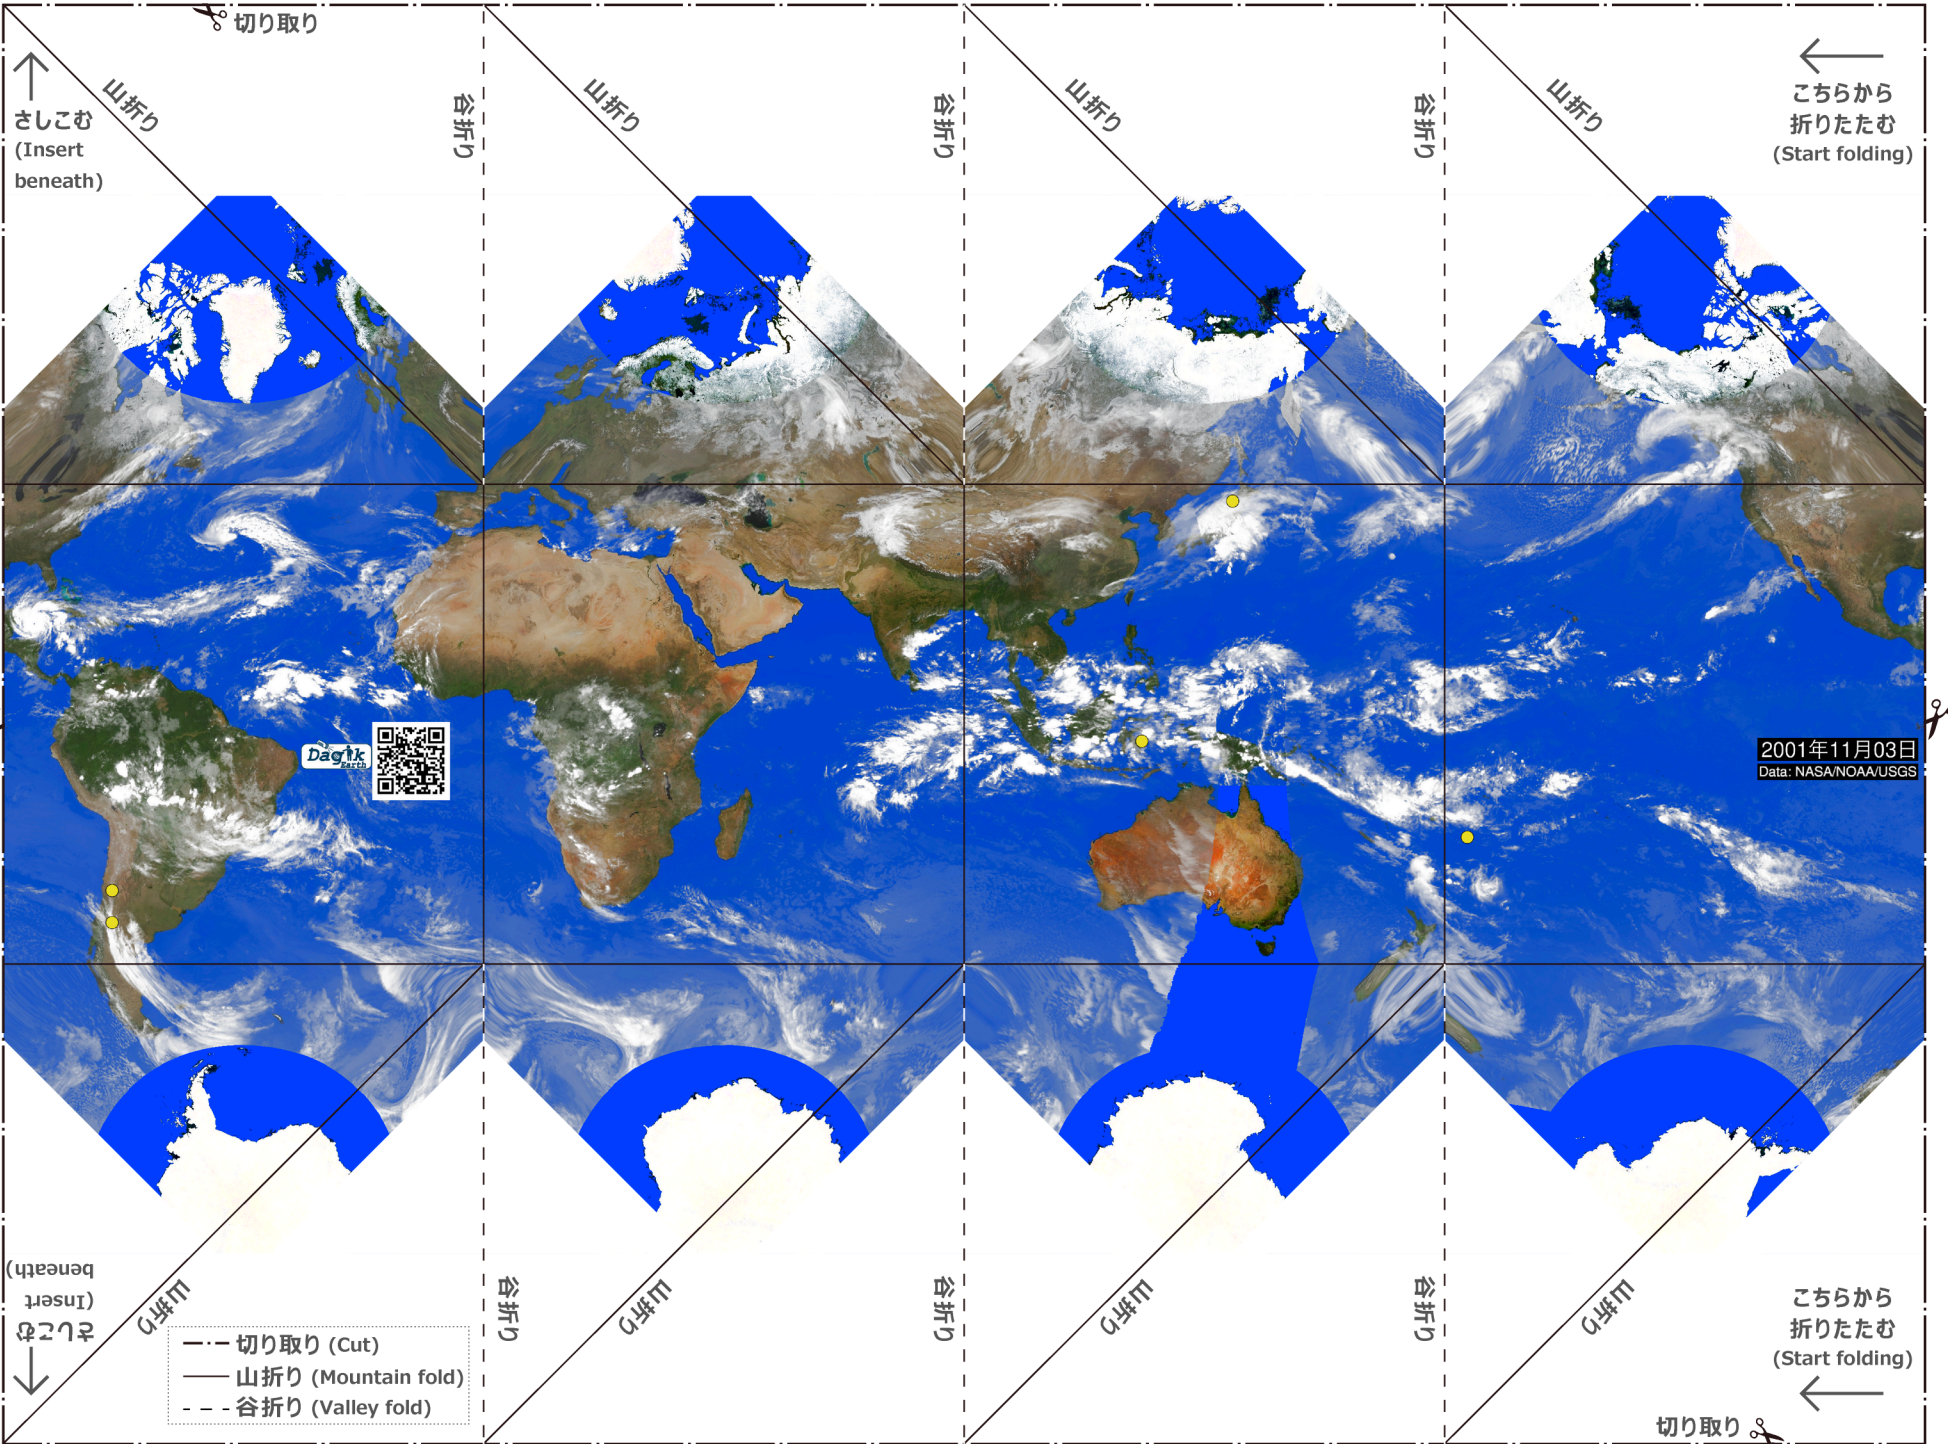 切り取り
さしこむ
(Insert
beneath)
山折り
谷折り
山折り
谷折り
山折り
谷折り
山折り
こちらから
折りたたむ
(Start folding)
Dagik
Earth
2001年11月03日
Data: NASA/NOAA/USGS
さしこむ
(Insert
beneath)
山折り
谷折り
山折り
谷折り
山折り
谷折り
山折り
こちらから
折りたたむ
(Start folding)
切り取り (Cut)
山折り (Mountain fold)
谷折り (Valley fold)
切り取り